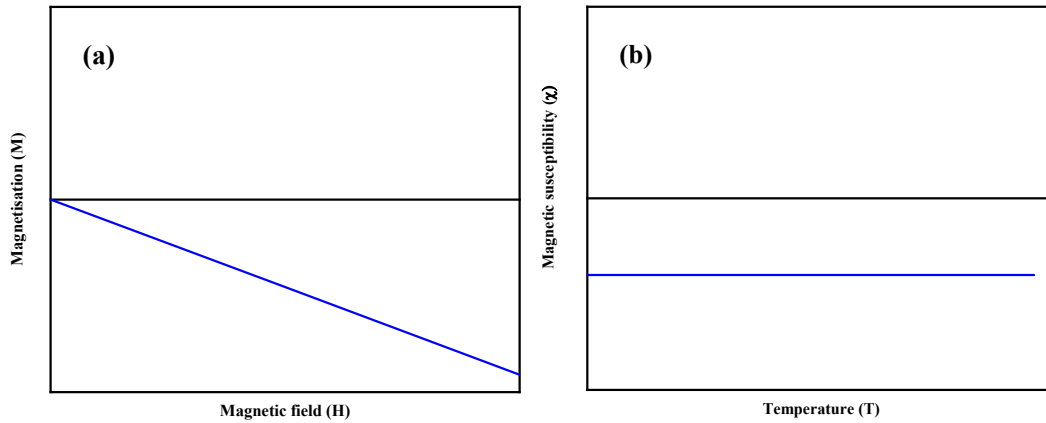 (a)
Magnetisation (M)
Magnetic field (H)
(b)
Magnetic susceptibility (χ)
Temperature (T)